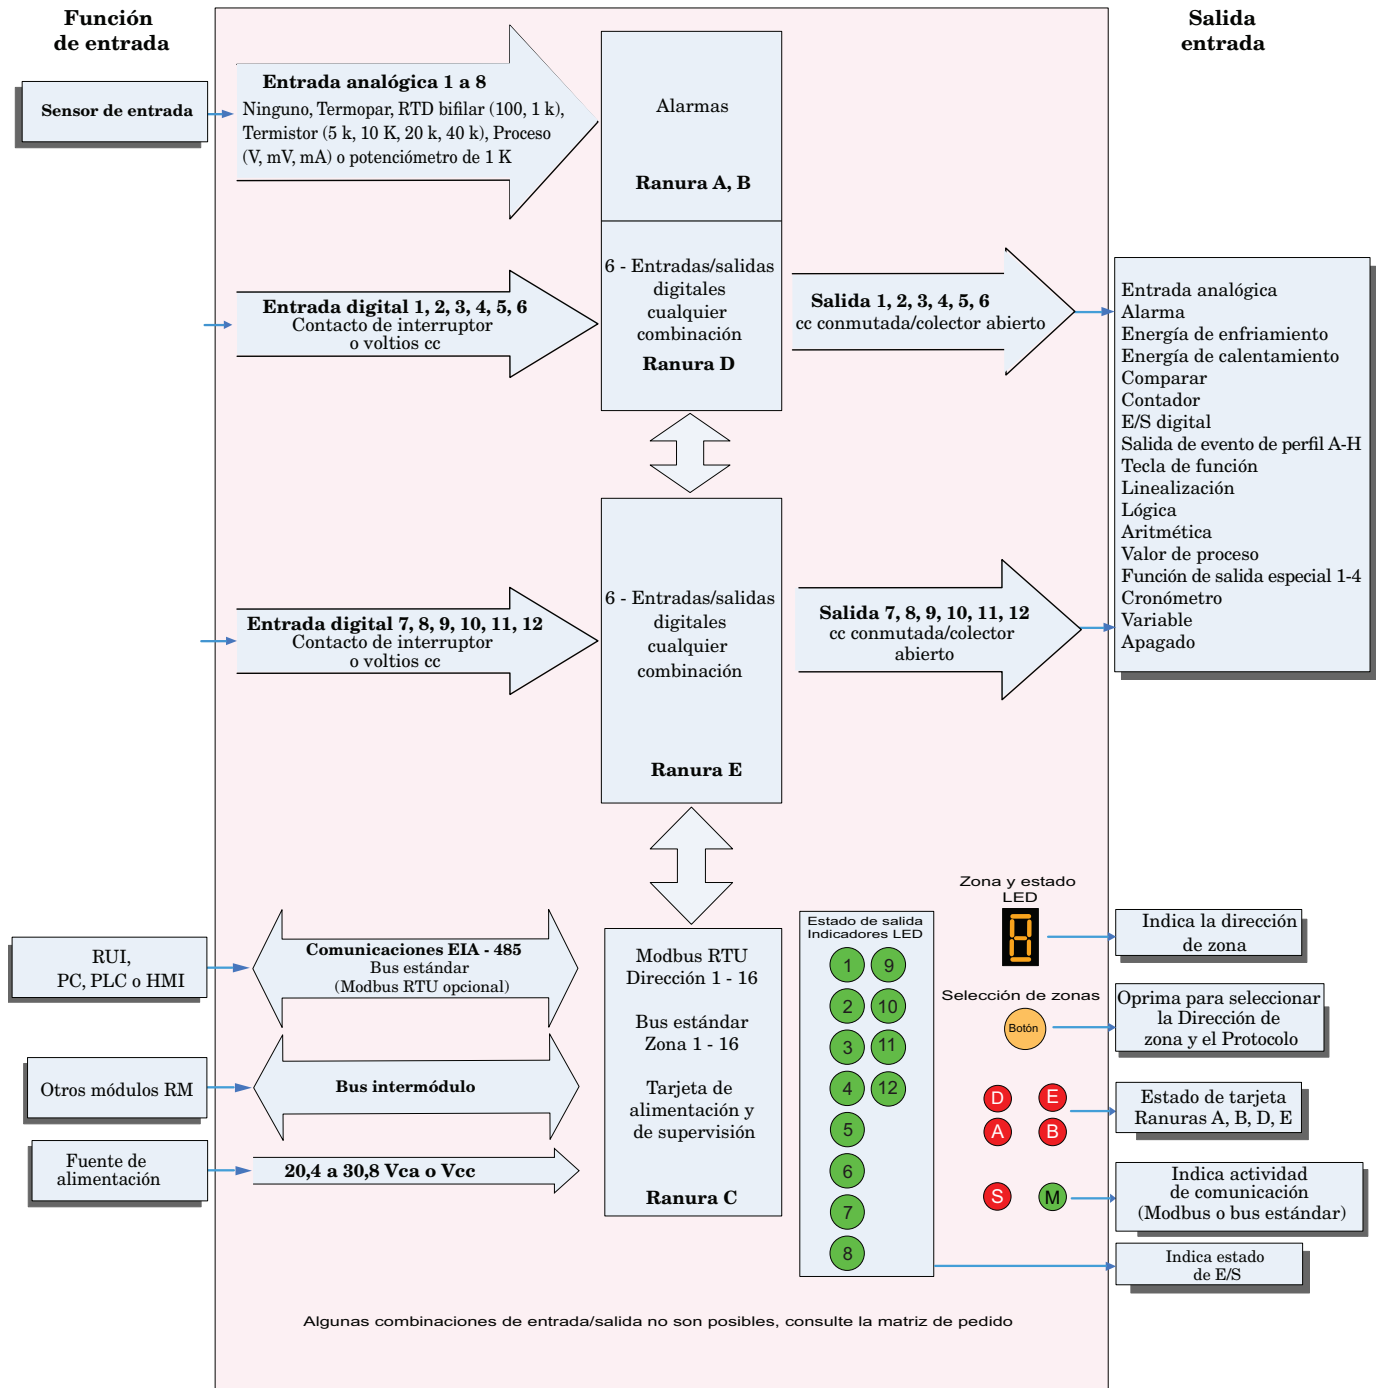 Función
de entrada
Salida
entrada
Sensor de entrada
Entrada analógica 1 a 8
Ninguno, Termopar, RTD bifilar (100, 1 k),
Termistor (5 k, 10 K, 20 k, 40 k), Proceso
(V, mV, mA) o potenciómetro de 1 K
Alarmas
Ranura A, B
Entrada digital 1, 2, 3, 4, 5, 6
Contacto de interruptor
o voltios cc
6 - Entradas/salidas
digitales
cualquier
combinación
Ranura D
Salida 1, 2, 3, 4, 5, 6
cc conmutada/colector abierto
Entrada analógica
Alarma
Energía de enfriamiento
Energía de calentamiento
Comparar
Contador
E/S digital
Salida de evento de perfil A-H
Tecla de función
Linealización
Lógica
Aritmética
Valor de proceso
Función de salida especial 1-4
Cronómetro
Variable
Apagado
Entrada digital 7, 8, 9, 10, 11, 12
Contacto de interruptor
o voltios cc
6 - Entradas/salidas
digitales
cualquier
combinación
Ranura E
Salida 7, 8, 9, 10, 11, 12
cc conmutada/colector
abierto
RUI,
PC, PLC o HMI
Comunicaciones EIA - 485
Bus estándar
(Modbus RTU opcional)
Otros módulos RM
Bus intermódulo
Fuente de
alimentación
20,4 a 30,8 Vca o Vcc
Modbus RTU
Dirección 1 - 16
Bus estándar
Zona 1 - 16
Tarjeta de
alimentación y
de supervisión
Ranura C
Estado de salida
Indicadores LED
1 9
2 10
3 11
4 12
5
6
7
8
Zona y estado
LED
8
Indica la dirección
de zona
Selección de zonas
Botón
Oprima para seleccionar
la Dirección de
zona y el Protocolo
D E
A B
Estado de tarjeta
Ranuras A, B, D, E
S M
Indica actividad
de comunicación
(Modbus o bus estándar)
Indica estado
de E/S
Algunas combinaciones de entrada/salida no son posibles, consulte la matriz de pedido